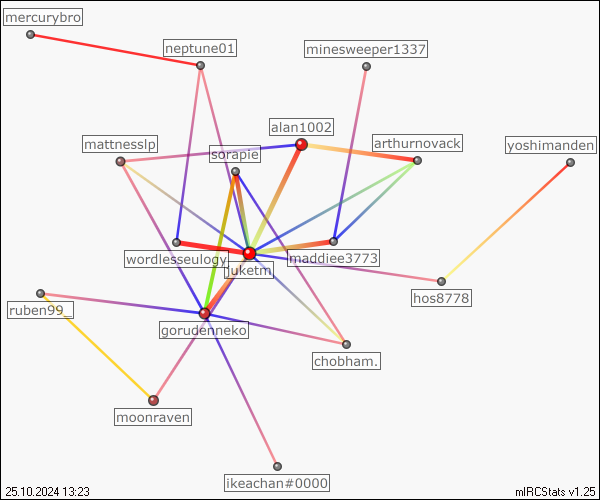 mercurybro
neptune01
minesweeper1337
alan1002
mattnesslp
sorapie
arthurnovack
yoshimanden
wordlesseulogy
luketm
maddiee3773
hos8778
ruben99_
gorudenneko
chobham.
moonraven
ikeachan#0000
25.10.2024 13:23
mIRCStats v1.25